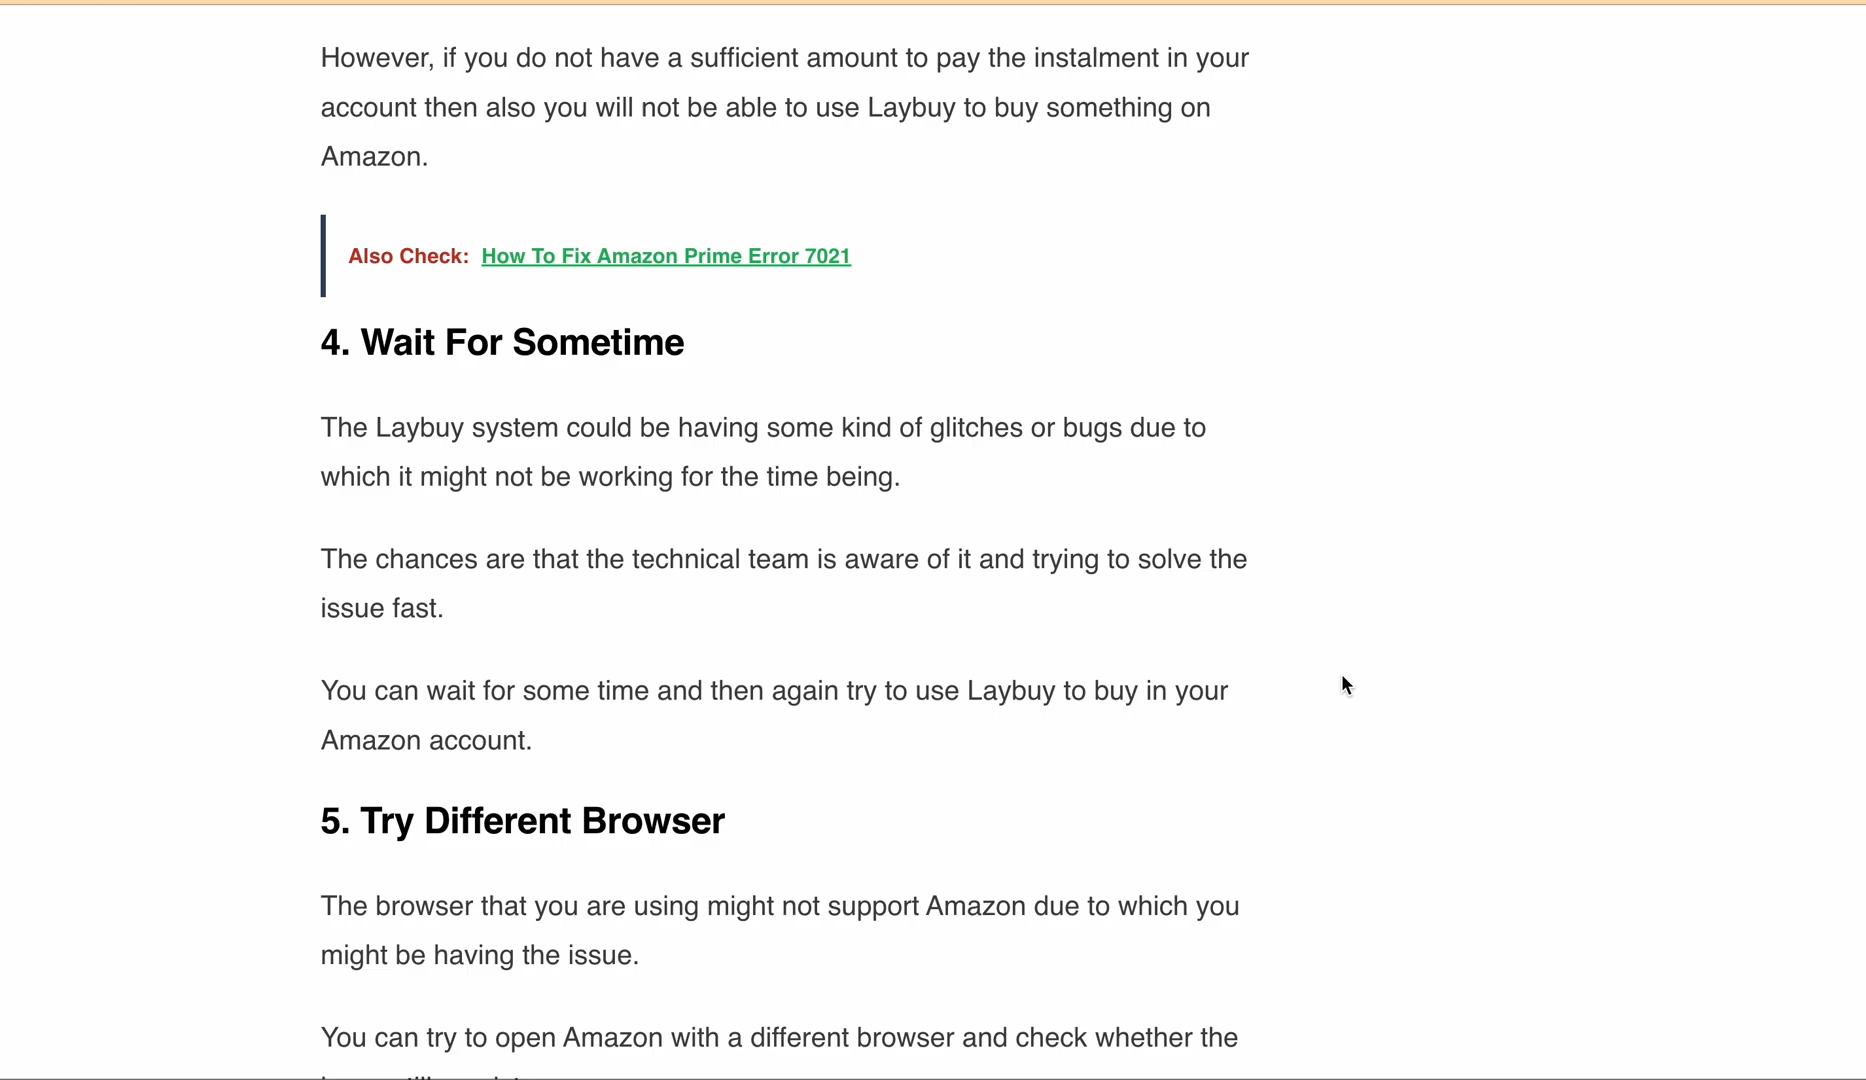 However, if you do not have a sufficient amount to pay the instalment in your
account then also you will not be able to use Laybuy to buy something on
Amazon.
Also Check: How To Fix Amazon Prime Error 7021
4. Wait For Sometime
The Laybuy system could be having some kind of glitches or bugs due to
which it might not be working for the time being.
The chances are that the technical team is aware of it and trying to solve the
issue fast.
You can wait for some time and then again try to use Laybuy to buy in your
Amazon account.
5. Try Different Browser
The browser that you are using might not support Amazon due to which you
might be having the issue.
You can try to open Amazon with a different browser and check whether the